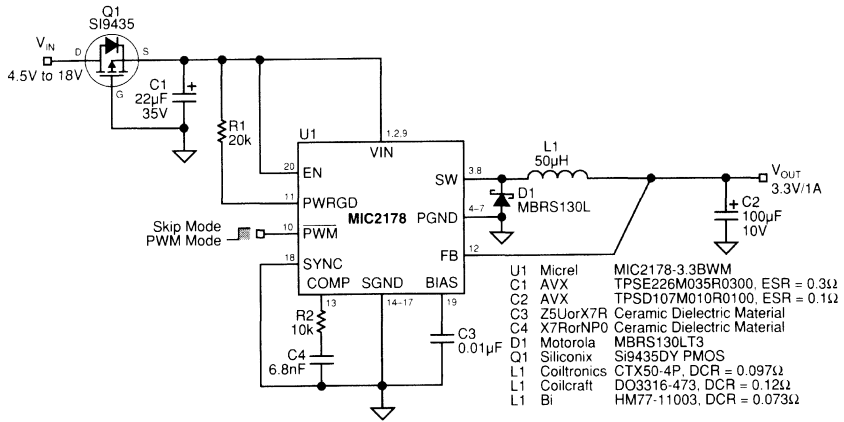 Q1
SI9435
VIN
4.5V to 18V
D
S
G
C1
22µF
35V
+
R1
20k
U1
1,2,9
VIN
20
EN
11
PWRGD
MIC2178
Skip Mode
PWM Mode
10
PWM
18
SYNC
COMP
SGND
BIAS
13
14–17
19
SW
3,8
PGND
4–7
FB
12
L1
50µH
D1
MBRS130L
VOUT
3.3V/1A
+
C2
100µF
10V
R2
10k
C4
6.8nF
C3
0.01µF
U1 Micrel MIC2178-3.3BWM
C1 AVX TPSE226M035R0300, ESR = 0.3Ω
C2 AVX TPSD107M010R0100, ESR = 0.1Ω
C3 Z5UorX7R Ceramic Dielectric Material
C4 X7RorNP0 Ceramic Dielectric Material
D1 Motorola MBRS130LT3
Q1 Siliconix Si9435DY PMOS
L1 Coiltronics CTX50-4P, DCR = 0.097Ω
L1 Coilcraft DO3316-473, DCR = 0.12Ω
L1 Bi HM77-11003, DCR = 0.073Ω